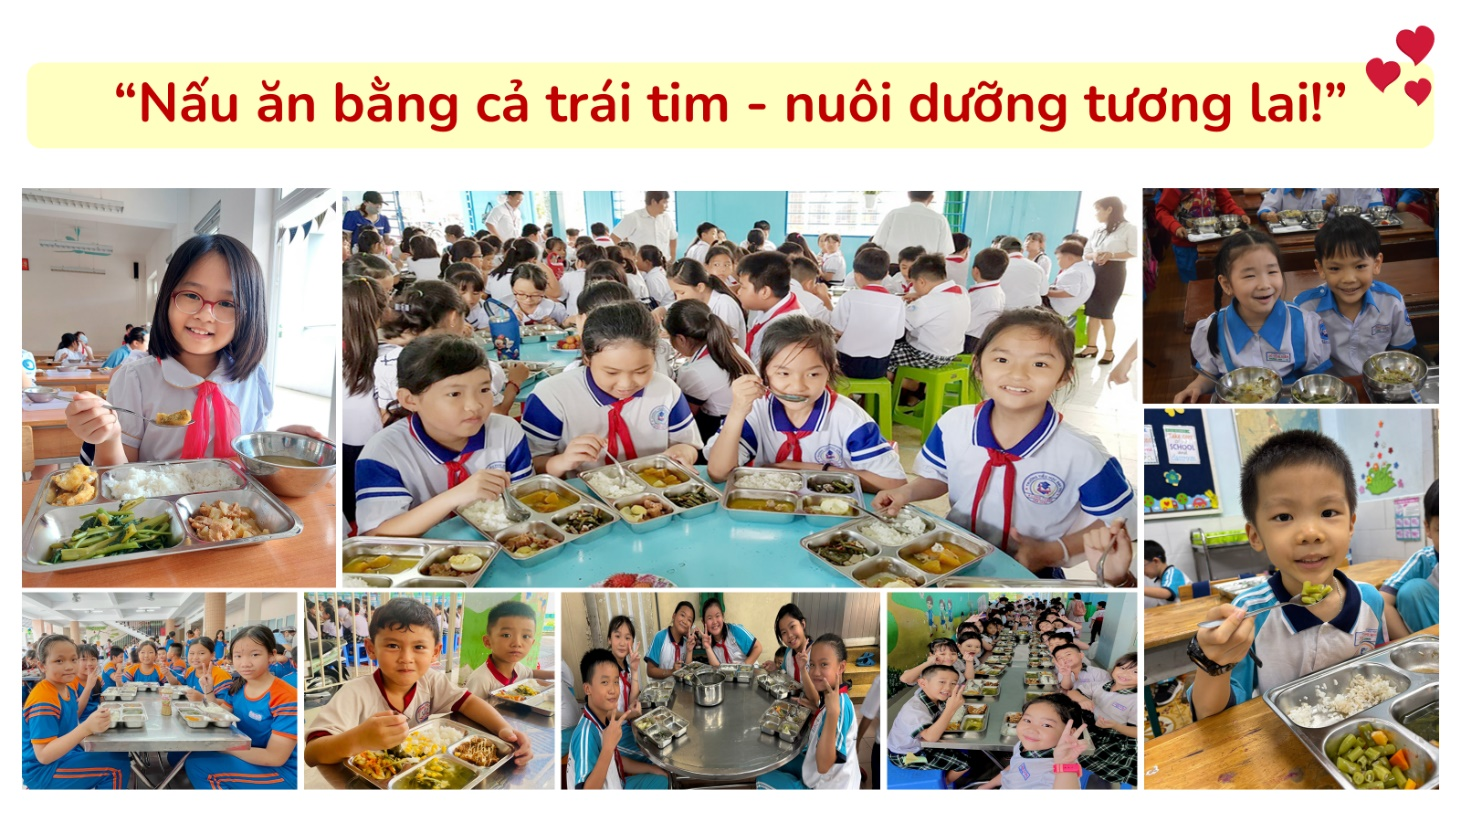 “Nấu ăn bằng cả trái tim - nuôi dưỡng tương lai!”